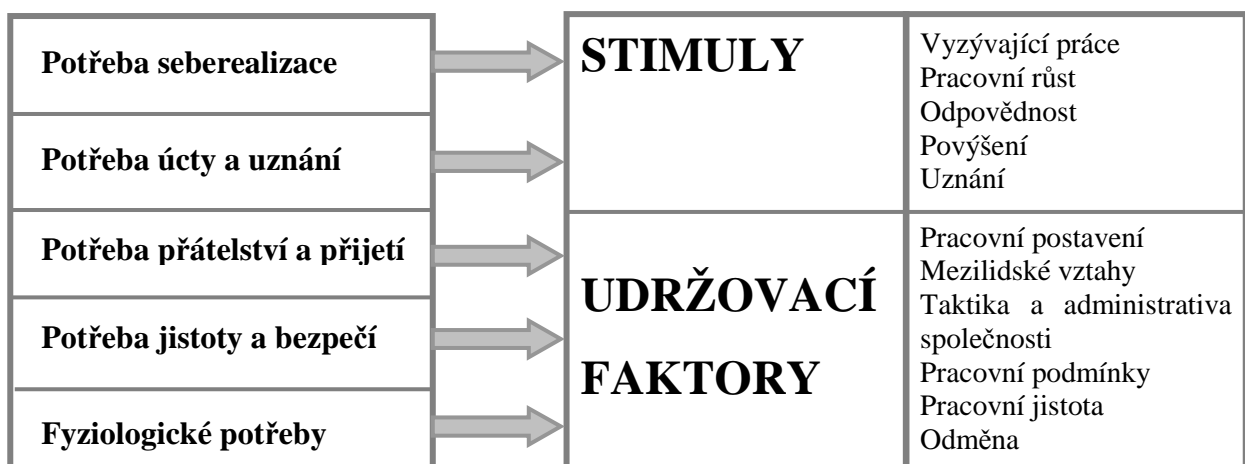 Potřeba seberealizace
Potřeba úcty a uznání
Potřeba přátelství a přijetí
Potřeba jistoty a bezpečí
Fyziologické potřeby
STIMULY
Vyzývající práce
Pracovní růst
Odpovědnost
Povýšení
Uznání
UDRŽOVACÍ
FAKTORY
Pracovní postavení
Mezilidské vztahy
Taktika a administrativa
společnosti
Pracovní podmínky
Pracovní jistota
Odměna